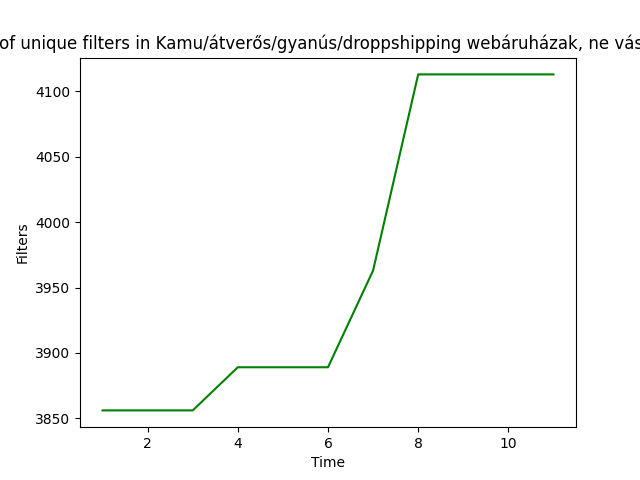 of unique filters in Kamu/átverős/gyanús/droppshipping webáruházak, ne vás
4100
4050
4000
3950
3900
3850
Filters
2 4 6 8 10
Time